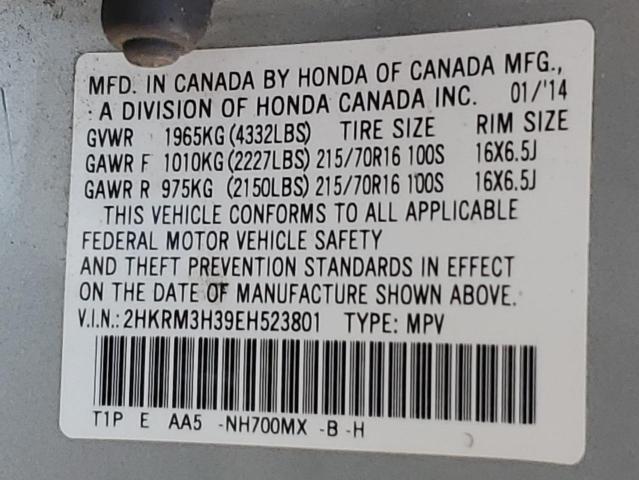 MFD. IN CANADA BY HONDA OF CANADA MFG.,
A DIVISION OF HONDA CANADA INC. 01/'14
GVWR 1965KG (4332LBS) TIRE SIZE RIM SIZE
GAWR F 1010KG (2227LBS) 215/70R16 100S 16X6.5J
GAWR R 975KG (2150LBS) 215/70R16 100S 16X6.5J
THIS VEHICLE CONFORMS TO ALL APPLICABLE
FEDERAL MOTOR VEHICLE SAFETY
AND THEFT PREVENTION STANDARDS IN EFFECT
ON THE DATE OF MANUFACTURE SHOWN ABOVE.
V.I.N.: 2HKRM3H39EH523801 TYPE: MPV
T1P E AA5 -NH700MX -B -H